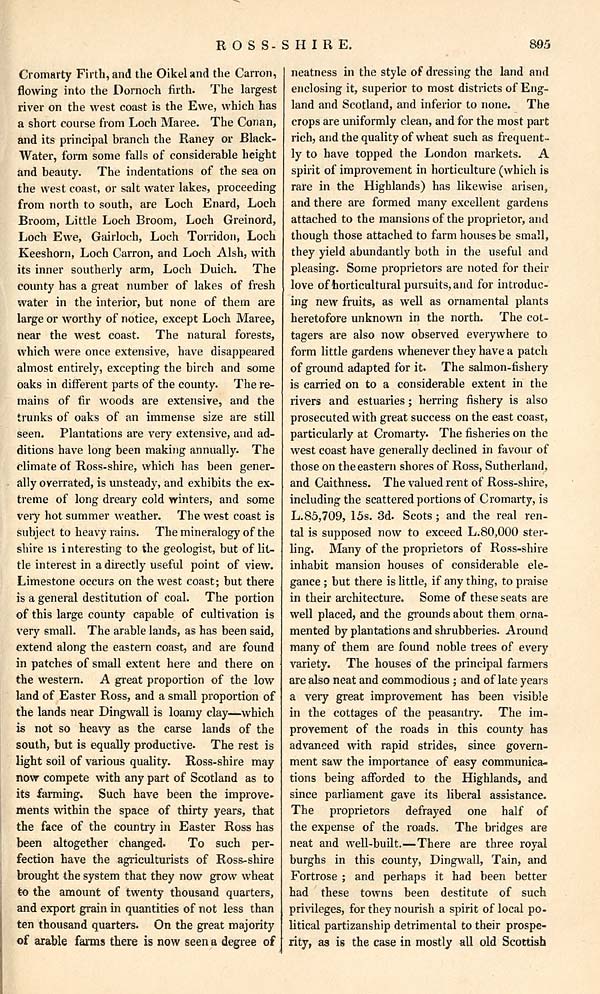 ROSS-SHIRE.
895
Cromarty Firth, and the Oikel and the Carron,
flowing into the Dornoch firth. The largest
river on the west coast is the Ewe, which has
a short course from Loch Maree. The Conan,
and its principal branch the Raney or Black-
Water, form some falls of considerable height
and beauty. The indentations of the sea on
the west coast, or salt water lakes, proceeding
from north to south, are Loch Enard, Loch
Broom, Little Loch Broom, Loch Greinord,
Loch Ewe, Gairloch, Loch Torridon, Loch
Keeshorn, Loch Carron, and Loch Alsh, with
its inner southerly arm, Loch Duich. The
county has a great number of lakes of fresh
water in the interior, but none of them are
large or worthy of notice, except Loch Maree,
near the west coast. The natural forests,
which were once extensive, have disappeared
almost entirely, excepting the birch and some
oaks in different parts of the county. The re-
mains of fir woods are extensive, and the
trunks of oaks of an immense size are still
seen. Plantations are very extensive, and ad-
ditions have long been making annually. The
climate of Ross-shire, which has been gener-
ally overrated, is unsteady, and exhibits the ex-
treme of long dreary cold winters, and some
very hot summer weather. The west coast is
subject to heavy rains. The mineralogy of the
shire is interesting to the geologist, but of lit-
tle interest in a directly useful point of view.
Limestone occurs on the west coast; but there
is a general destitution of coal. The portion
of this large county capable of cultivation is
very small. The arable lands, as has been said,
extend along the eastern coast, and are found
in patches of small extent here and there on
the western. A great proportion of the low
land of Easter Ross, and a small proportion of
the lands near Dingwall is loamy clay—which
is not so heavy as the carse lands of the
south, but is equally productive. The rest is
light soil of various quality. Ross-shire may
now compete with any part of Scotland as to
its farming. Such have been the improve-
ments within the space of thirty years, that
the face of the country in Easter Ross has
been altogether changed. To such per-
fection have the agriculturists of Ross-shire
brought the system that they now grow wheat
to the amount of twenty thousand quarters,
and export grain in quantities of not less than
ten thousand quarters. On the great majority
of arable farms there is now seen a degree of
neatness in the style of dressing the land and
enclosing it, superior to most districts of Eng-
land and Scotland, and inferior to none. The
crops are uniformly clean, and for the most part
rich, and the quality of wheat such as frequent-
ly to have topped the London markets. A
spirit of improvement in horticulture (which is
rare in the Highlands) has likewise arisen,
and there are formed many excellent gardens
attached to the mansions of the proprietor, and
though those attached to farm houses be small,
they yield abundantly both in the useful and
pleasing. Some proprietors are noted for their
love of horticultural pursuits, and for introduc-
ing new fruits, as well as ornamental plants
heretofore unknown in the north. The cot-
tagers are also now observed everywhere to
form little gardens whenever they have a patch
of ground adapted for it. The salmon-fishery
is carried on to a considerable extent in the
rivers and estuaries; herring fishery is also
prosecuted with great success on the east coast,
particularly at Cromarty. The fisheries on the
west coast have generally declined in favour of
those on the eastern shores of Ross, Sutherland,
and Caithness. The valued rent of Ross-shire,
including the scattered portions of Cromarty, is
L.85,709, 15s. 3d. Scots; and the real ren-
tal is supposed now to exceed L.80,000 ster-
ling. Many of the proprietors of Ross-shire
inhabit mansion houses of considerable ele-
gance; but there is little, if any thing, to praise
in their architecture. Some of these seats are
well placed, and the grounds about them orna-
mented by plantations and shrubberies. Around
many of them are found noble trees of every
variety. The houses of the principal farmers
are also neat and commodious; and of late years
a very great improvement has been visible
in the cottages of the peasantry. The im-
provement of the roads in this county has
advanced with rapid strides, since govern-
ment saw the importance of easy communica-
tions being afforded to the Highlands, and
since parliament gave its liberal assistance.
The proprietors defrayed one half of
the expense of the roads. The bridges are
neat and well-built.—There are three royal
burghs in this county, Dingwall, Tain, and
Fortrose; and perhaps it had been better
had these towns been destitute of such
privileges, for they nourish a spirit of local po-
litical partizanship detrimental to their prospe-
rity, as is the case in mostly all old Scottish